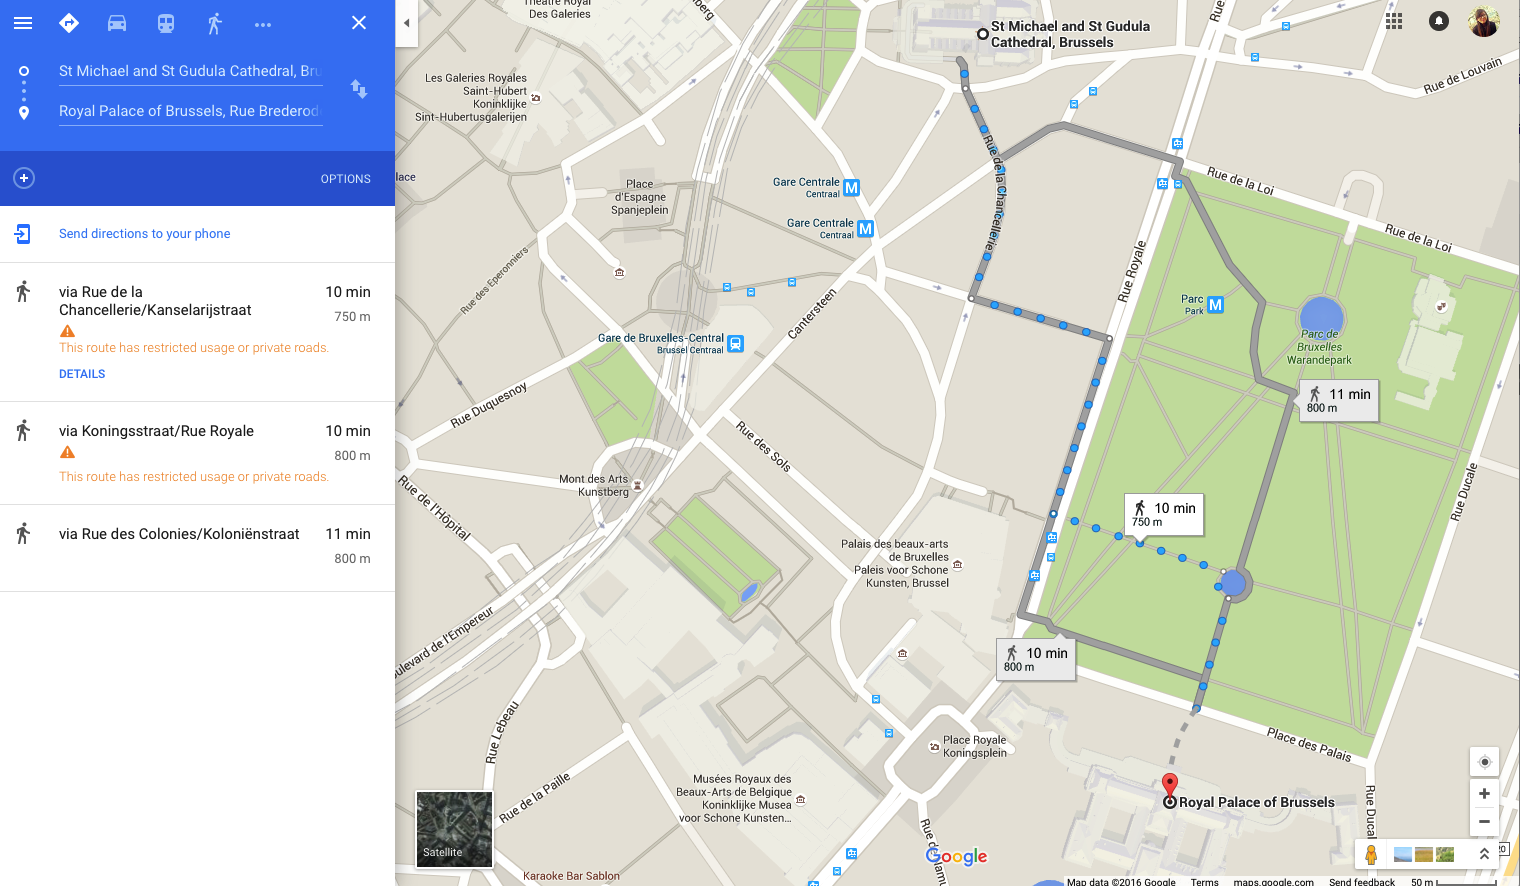 St Michael and St Gudula Cathedral, Bru
Royal Palace of Brussels, Rue Brederod
OPTIONS
Send directions to your phone
via Rue de la
Chancellerie/Kanselarijstraat
10 min
750 m
This route has restricted usage or private roads.
DETAILS
via Koningsstraat/Rue Royale
10 min
800 m
This route has restricted usage or private roads.
via Rue des Colonies/Koloniënstraat
11 min
800 m
Théâtre Royal
Des Galeries
St Michael and St Gudula
Cathedral, Brussels
Rue de Louvain
Les Galeries Royales
Saint-Hubert
Koninklijke
Sint-Hubertusgalerijen
Rue de la Chancellerie
Rue de la Loi
Rue de la Loi
lace
Place
d'Espagne
Spanjeplein
Gare Centrale
Centraal
M
Gare Centrale
Centraal
M
Rue des Eperonniers
Rue Royale
Parc
Park
M
Cantersteen
Gare de Bruxelles-Central
Brussel Centraal
Parc de
Bruxelles
Warandepark
11 min
800 m
Rue Duquesnoy
Rue des Sols
Mont des Arts
Kunstberg
Rue de l'Hôpital
Rue Ducale
10 min
750 m
Palais des beaux-arts
de Bruxelles
Paleis voor Schone
Kunsten, Brussel
oulevard de l'Empereur
10 min
800 m
Rue Lebeau
Place Royale
Koningsplein
Place des Palais
Rue de la Paille
Musées Royaux des
Beaux-Arts de Belgique
Koninklijke Musea
voor Schone Kunsten...
Royal Palace of Brussels
Rue Ducal
Satellite
Google
Karaoke Bar Sablon
20
Map data ©2016 Google
Terms
maps.google.com
Send feedback
50 m